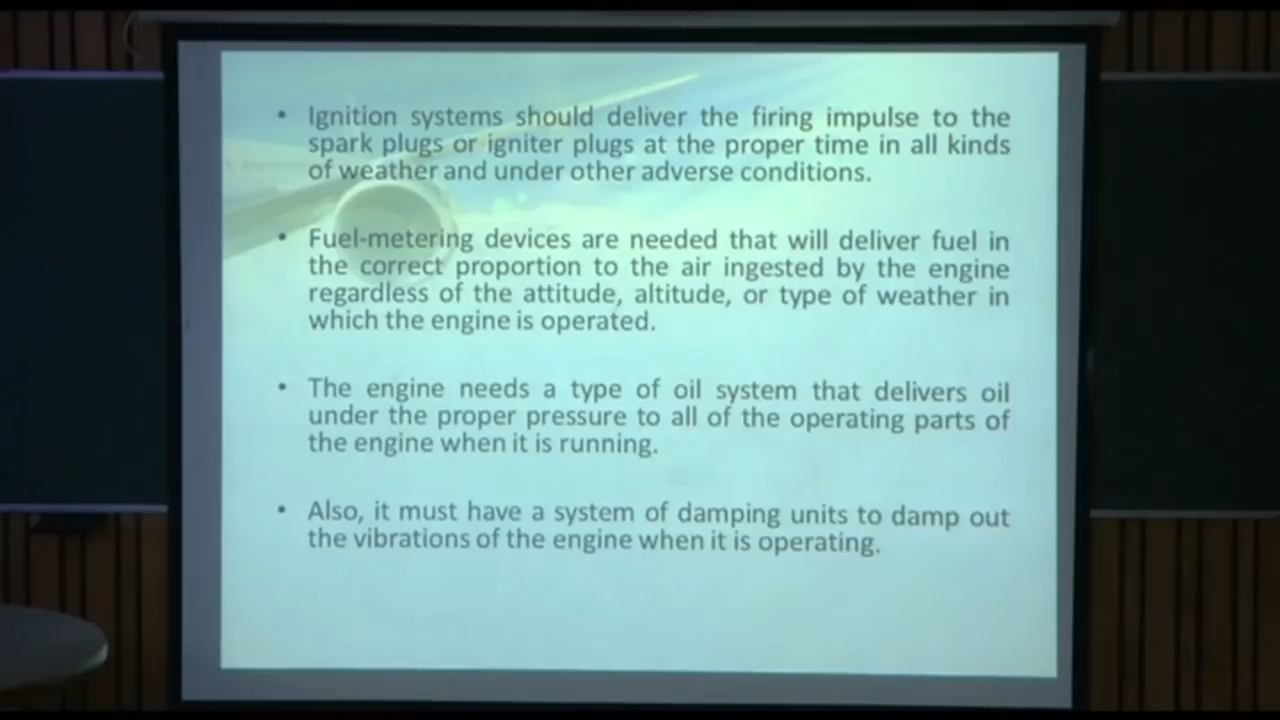 • Ignition systems should deliver the firing impulse to the
spark plugs or igniter plugs at the proper time in all kinds
of weather and under other adverse conditions.
• Fuel-metering devices are needed that will deliver fuel in
the correct proportion to the air ingested by the engine
regardless of the attitude, altitude, or type of weather in
which the engine is operated.
• The engine needs a type of oil system that delivers oil
under the proper pressure to all of the operating parts of
the engine when it is running.
• Also, it must have a system of damping units to damp out
the vibrations of the engine when it is operating.